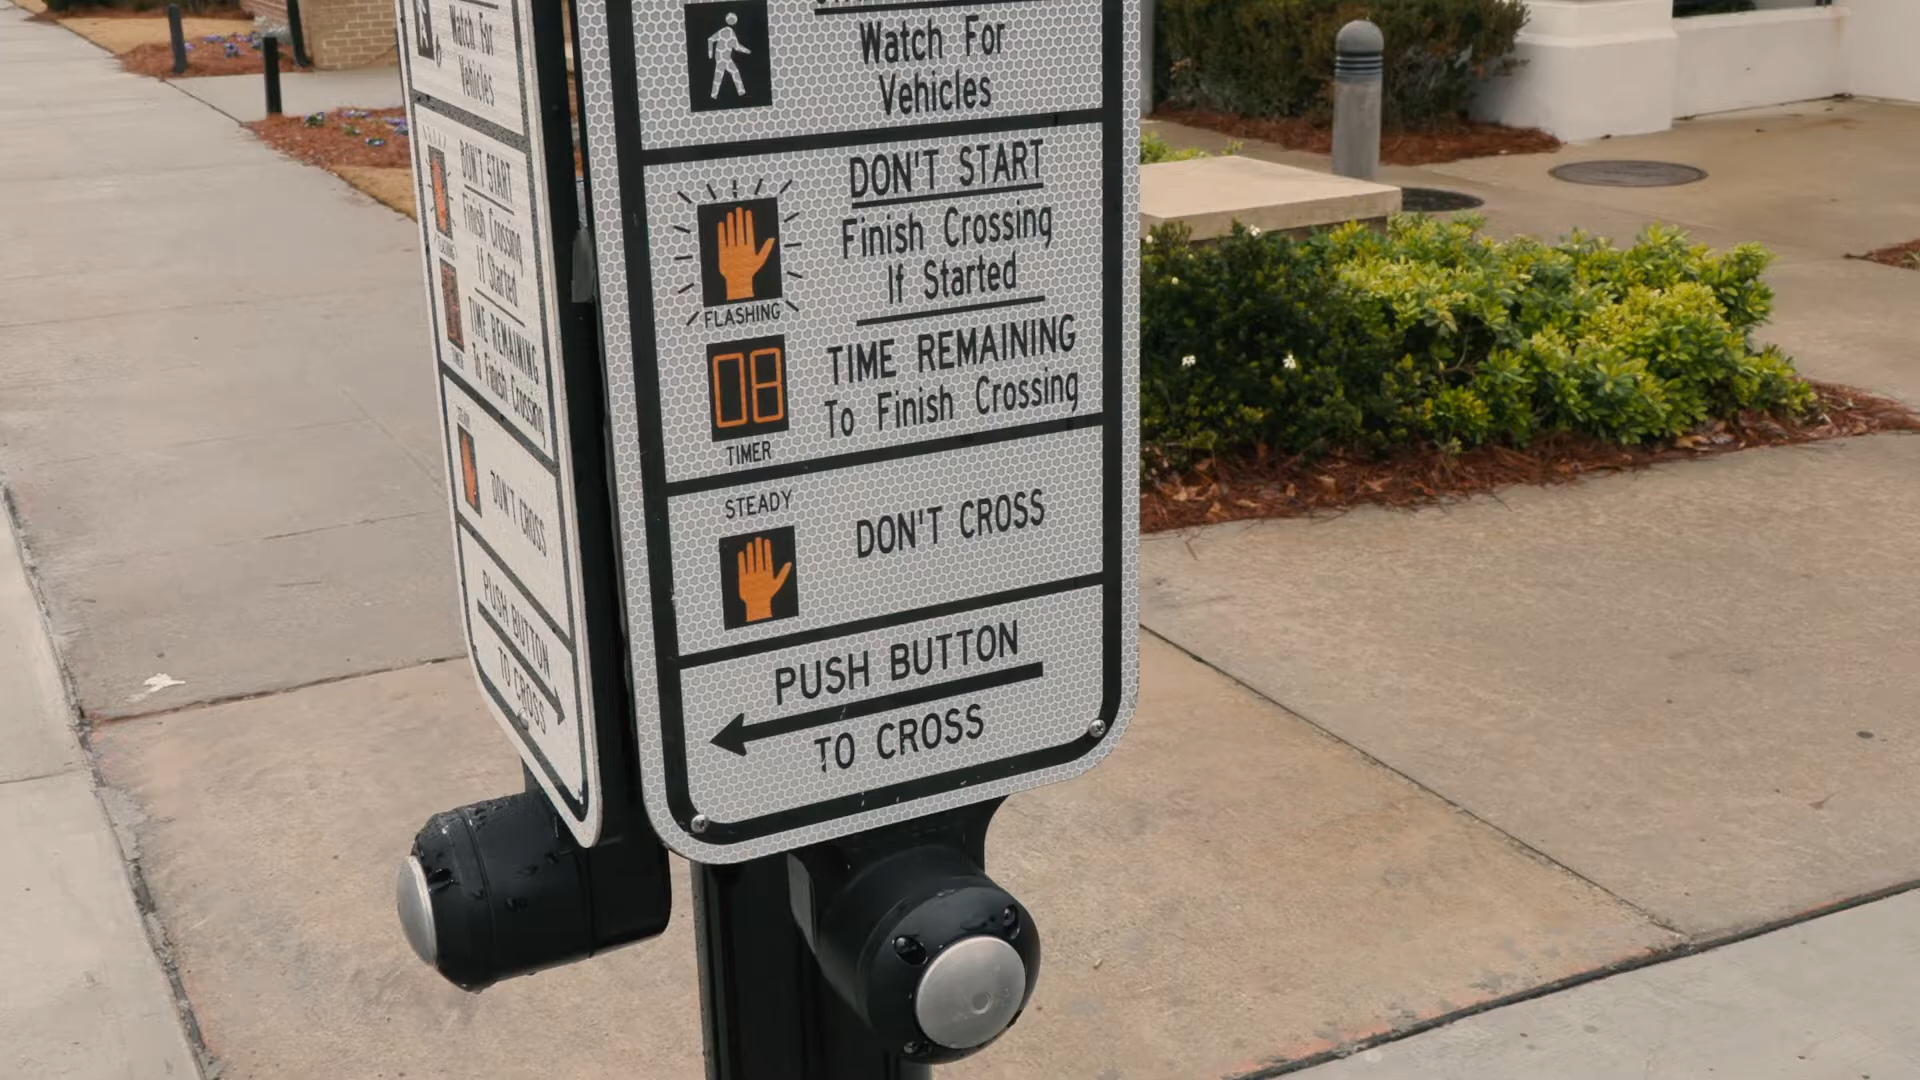 Watch For
Vehicles
DON'T START
Finish Crossing
If Started
TIME REMAINING
To Finish Crossing
DON'T CROSS
PUSH BUTTON
TO CROSS
Watch For
Vehicles
DON'T START
Finish Crossing
If Started
FLASHING
TIME REMAINING
To Finish Crossing
08
TIMER
STEADY
DON'T CROSS
PUSH BUTTON
TO CROSS